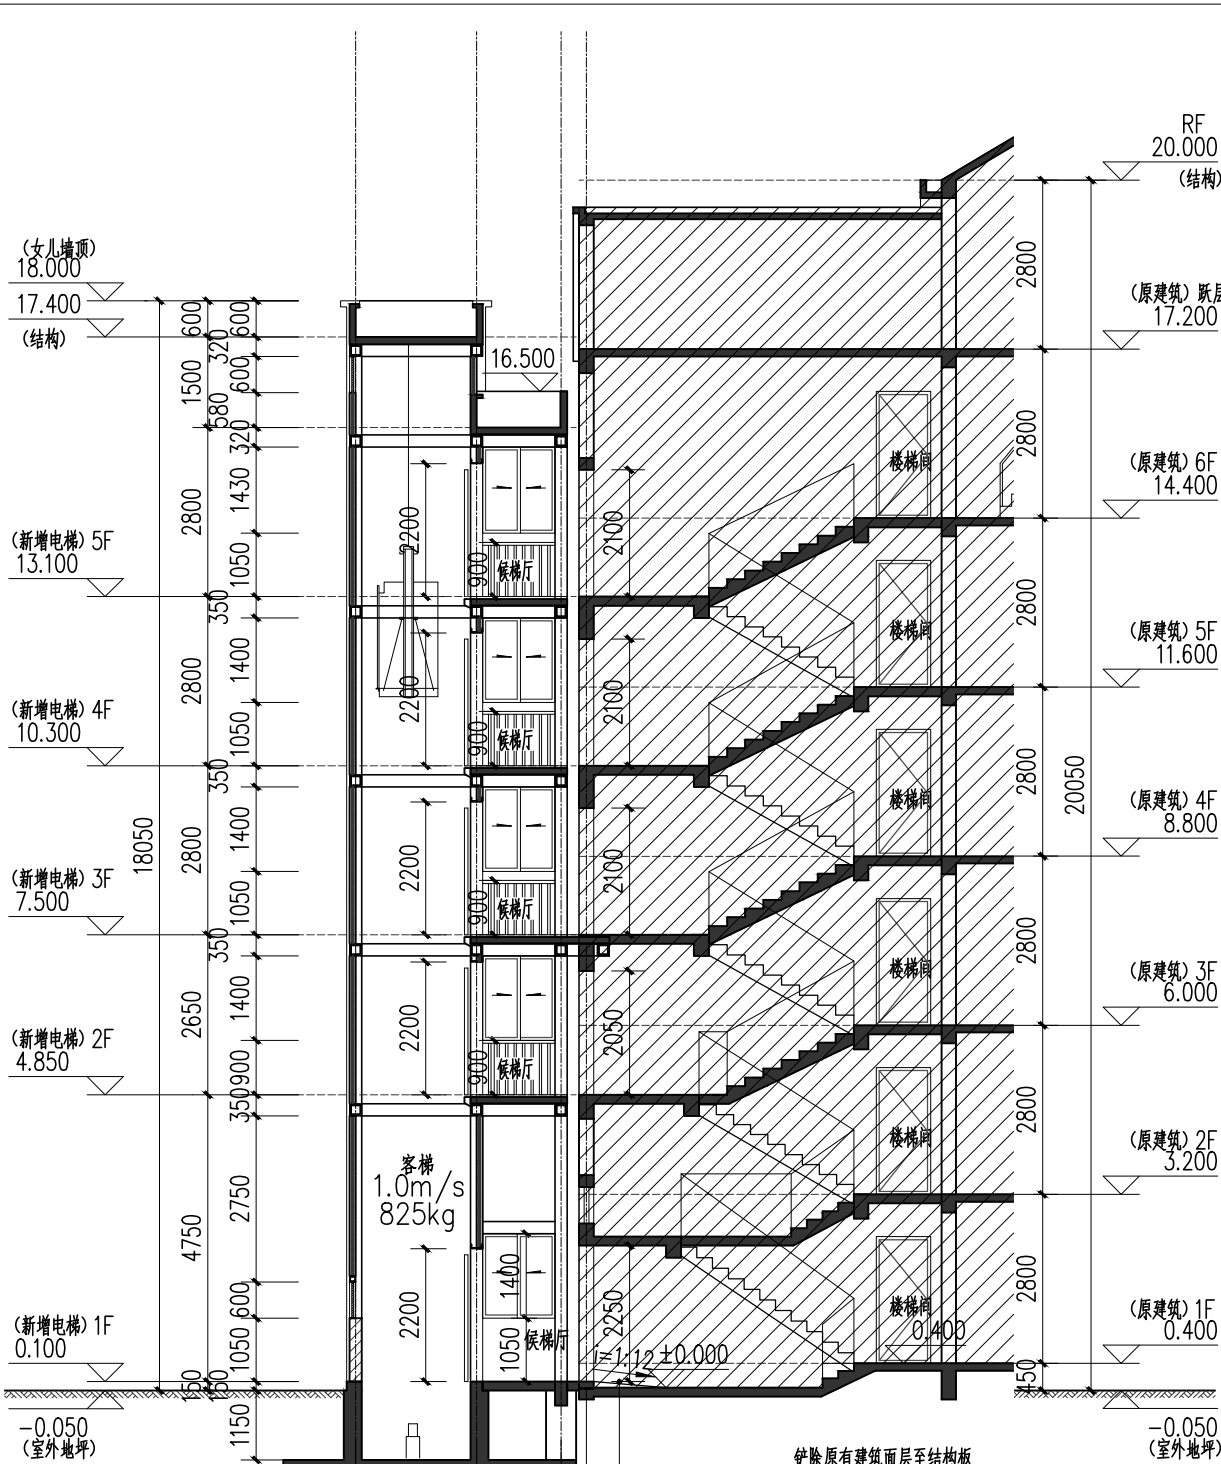 RF
20.000
(结构)
(女儿墙顶)
18.000
17.400
(结构)
(原建筑) 跃层
17.200
16.500
(原建筑) 6F
14.400
(新增电梯) 5F
13.100
(原建筑) 5F
11.600
(新增电梯) 4F
10.300
(原建筑) 4F
8.800
(新增电梯) 3F
7.500
(原建筑) 3F
6.000
(新增电梯) 2F
4.850
(原建筑) 2F
3.200
(新增电梯) 1F
0.100
(原建筑) 1F
0.400
-0.050
(室外地坪)
-0.050
(室外地坪)
18050
600
1500
2800
2800
2800
2650
4750
150
600
320
600
580
320
1430
1050
350
1400
1050
350
1400
1050
350
1400
900
350
2750
600
1050
150
1150
2200
2200
2200
2200
2200
客梯
1.0m/s
825kg
900
候梯厅
900
候梯厅
900
候梯厅
900
候梯厅
1400
1050
候梯厅
2100
2100
2100
2050
2250
i=1:12
±0.000
0.400
楼梯间
楼梯间
楼梯间
楼梯间
楼梯间
楼梯间
2800
2800
2800
2800
2800
2800
2800
450
20050
铲除原有建筑面层至结构板